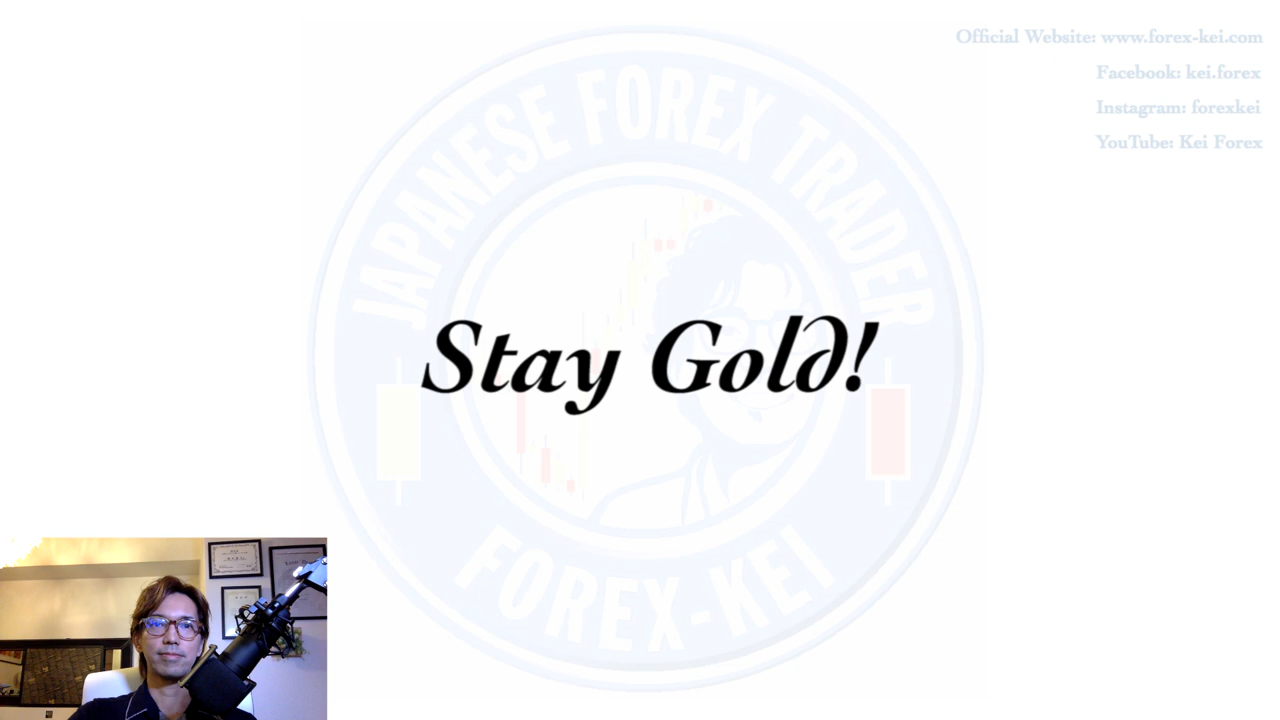 Official Website: www.forex-kei.com
Facebook: kei.forex
Instagram: forexkei
YouTube: Kei Forex
JAPANESE FOREX TRADER
Stay Gold!
FOREX-KEI